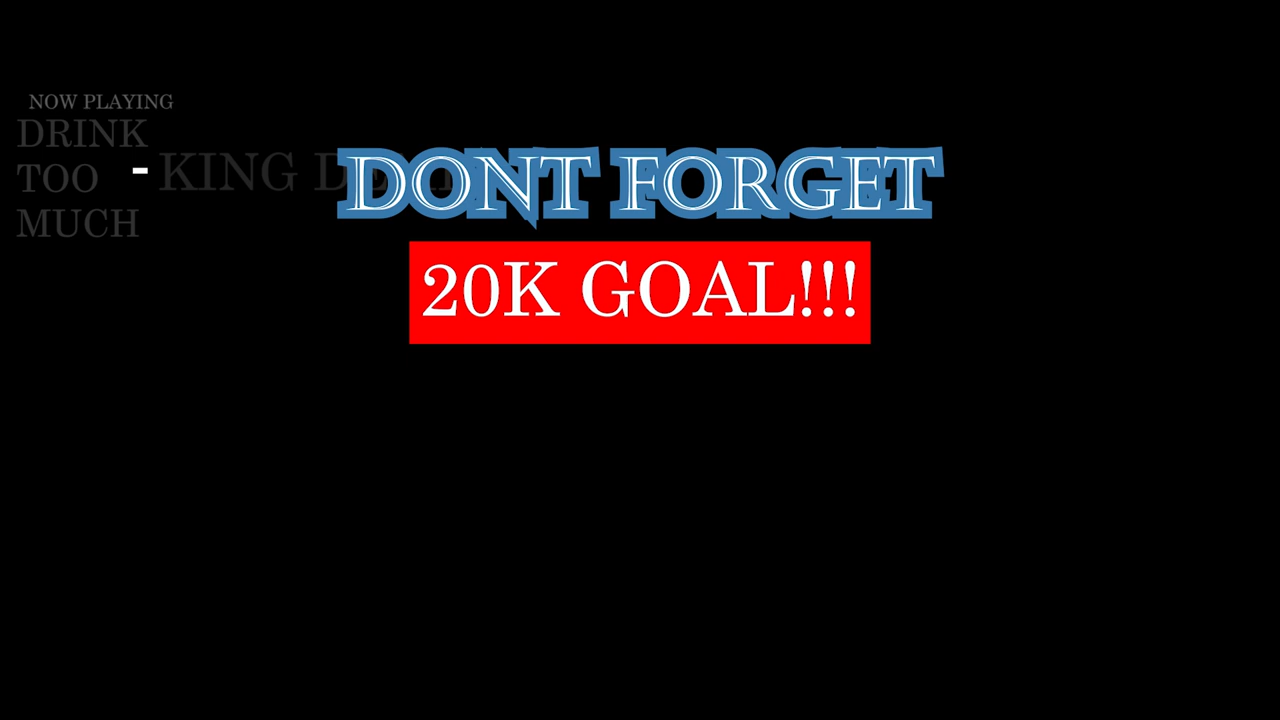 NOW PLAYING
DRINK
TOO
MUCH
- KING
DONT FORGET
20K GOAL!!!